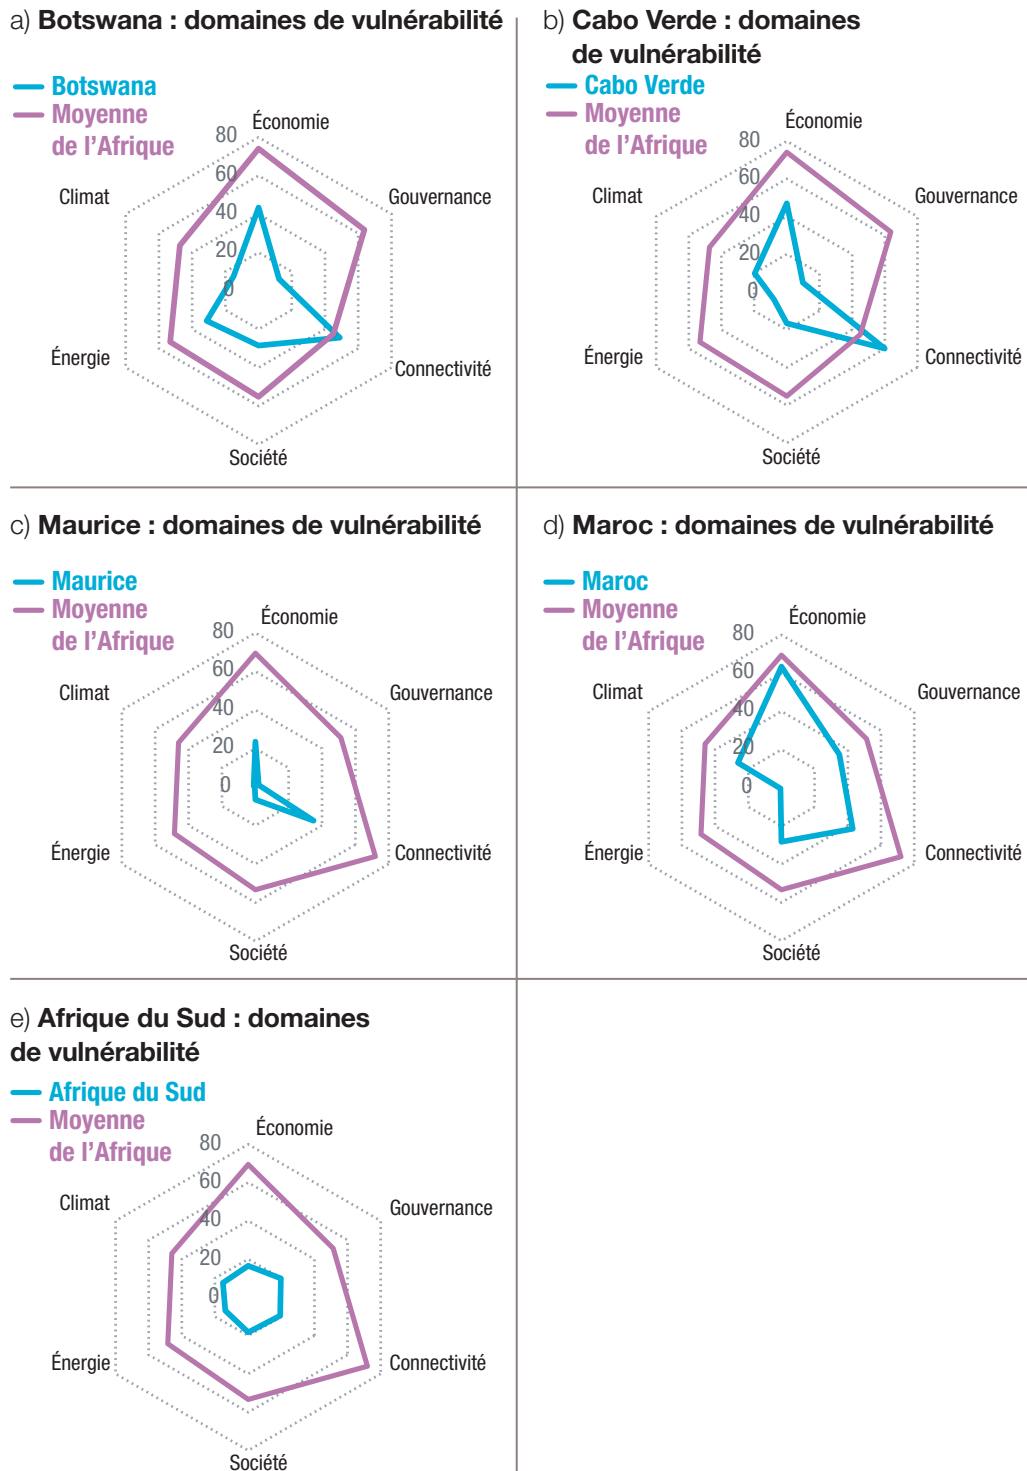 a) Botswana : domaines de vulnérabilité
Botswana
Moyenne
de l'Afrique
Économie
80
60
40
20
0
Climat
Gouvernance
Énergie
Connectivité
Société
b) Cabo Verde : domaines
de vulnérabilité
Cabo Verde
Moyenne
de l'Afrique
Économie
80
60
40
20
0
Climat
Gouvernance
Énergie
Connectivité
Société
c) Maurice : domaines de vulnérabilité
Maurice
Moyenne
de l'Afrique
Économie
80
60
40
20
0
Climat
Gouvernance
Énergie
Connectivité
Société
d) Maroc : domaines de vulnérabilité
Maroc
Moyenne
de l'Afrique
Économie
80
60
40
20
0
Climat
Gouvernance
Énergie
Connectivité
Société
e) Afrique du Sud : domaines
de vulnérabilité
Afrique du Sud
Moyenne
de l'Afrique
Économie
80
60
40
20
0
Climat
Gouvernance
Énergie
Connectivité
Société